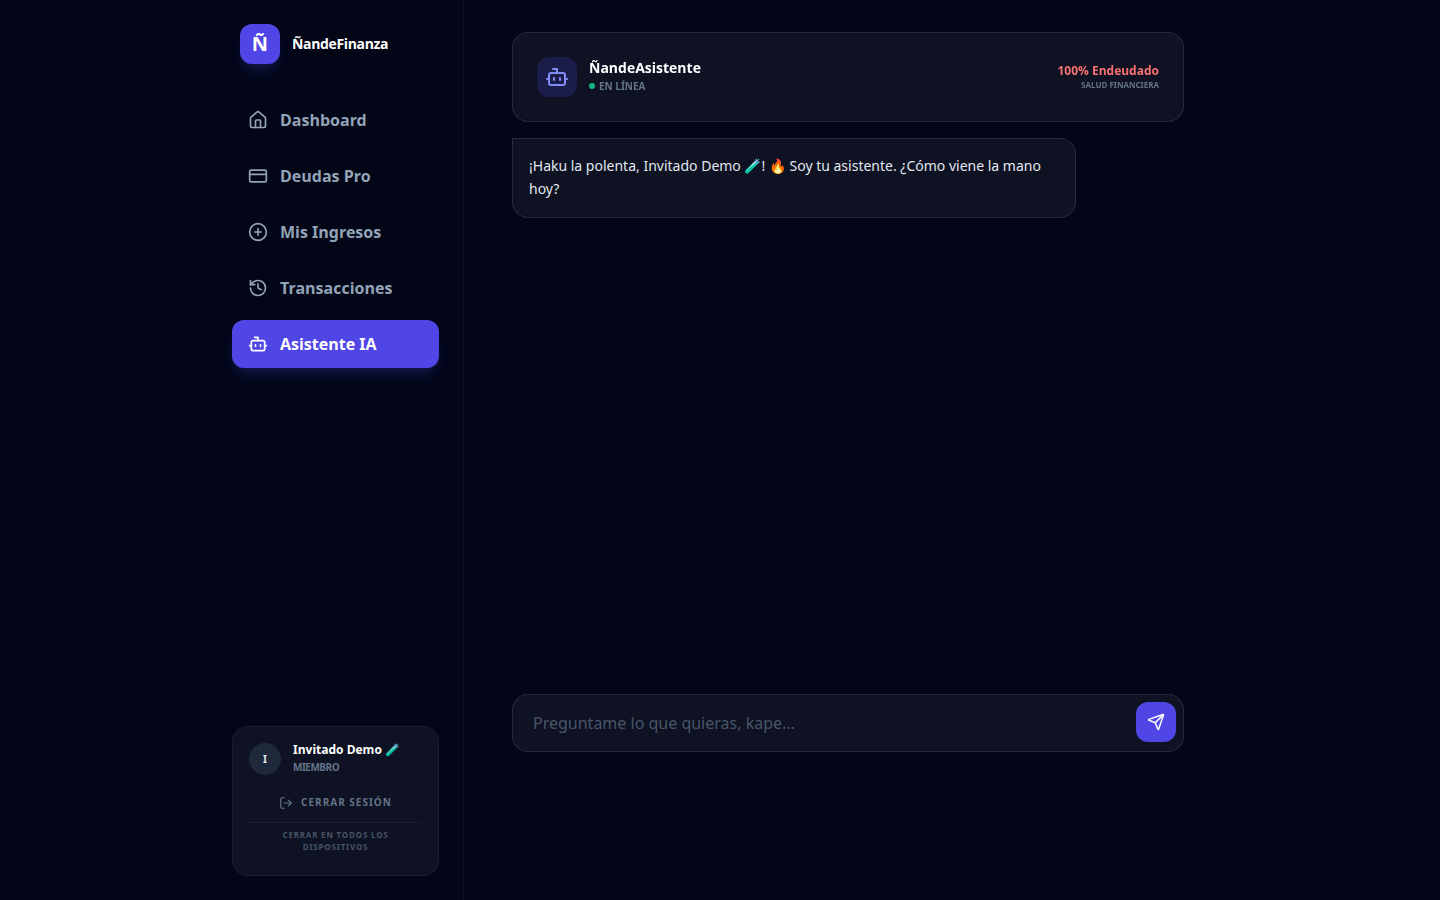 Ñ
ÑandeFinanza
Dashboard
Deudas Pro
Mis Ingresos
Transacciones
Asistente IA
I
Invitado Demo 🧪
MIEMBRO
CERRAR SESIÓN
CERRAR EN TODOS LOS
DISPOSITIVOS
ÑandeAsistente
EN LÍNEA
100% Endeudado
SALUD FINANCIERA
¡Haku la polenta, Invitado Demo 🧪! 🔥 Soy tu asistente. ¿Cómo viene la mano
hoy?
Preguntame lo que quieras, kape...